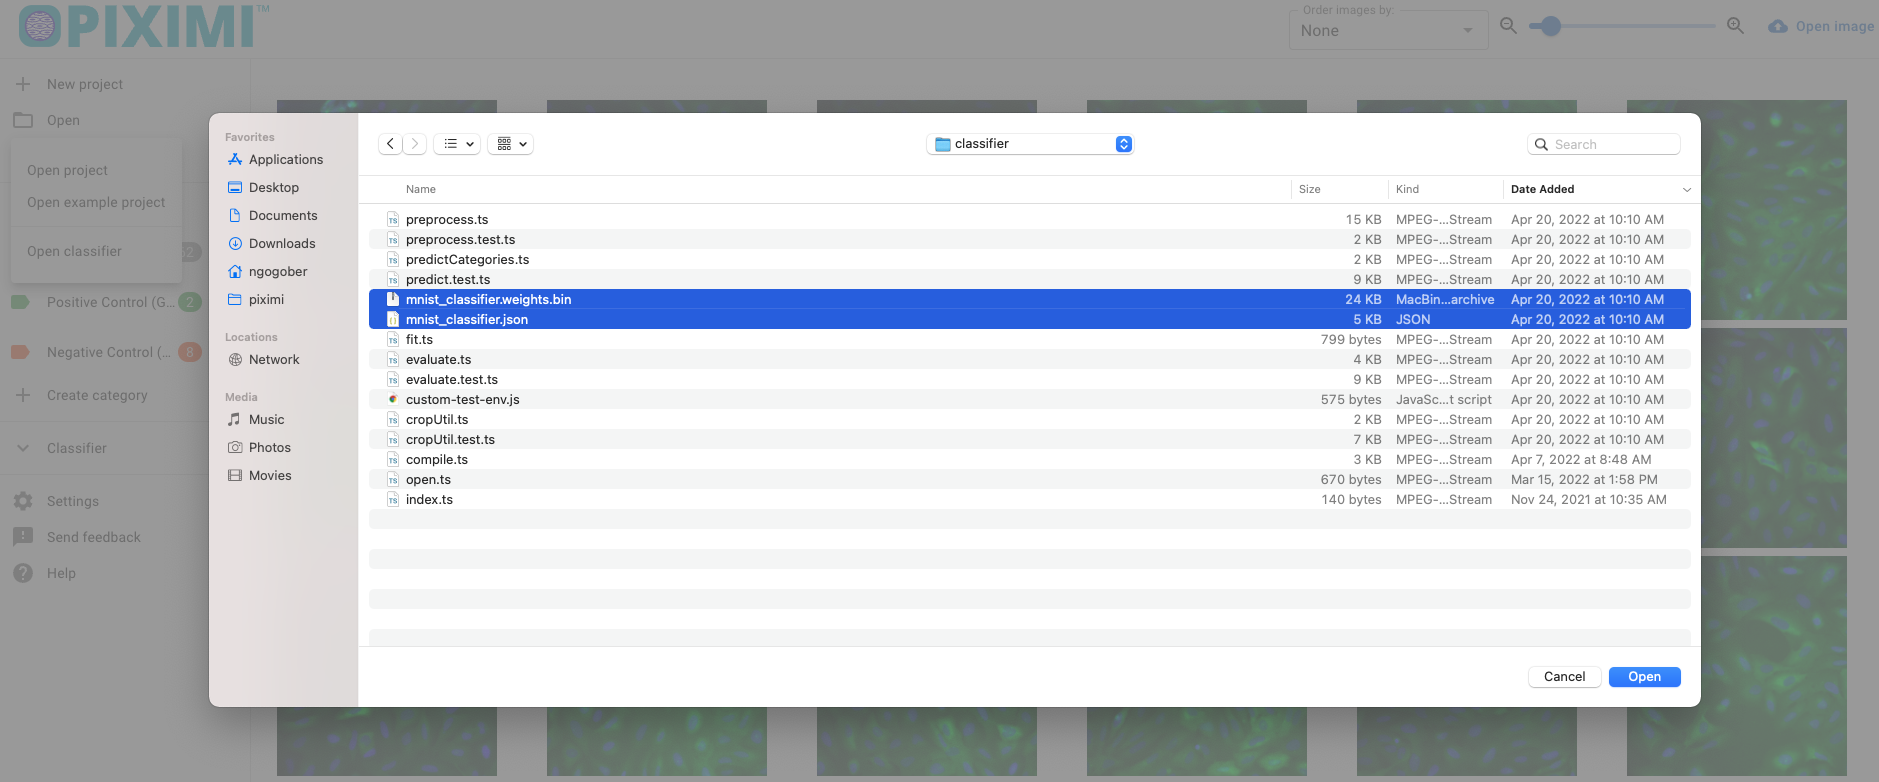 PIXIMI™
Order images by:
None
Open image
New project
Open
Open project
Open example project
Open classifier
Positive Control (G... 2
Negative Control (... 8
Create category
Classifier
Settings
Send feedback
Help
Favorites
Applications
Desktop
Documents
Downloads
ngogober
piximi
Locations
Network
Media
Music
Photos
Movies
classifier
Search
Name Size Kind Date Added
preprocess.ts 15 KB MPEG-...Stream Apr 20, 2022 at 10:10 AM
preprocess.test.ts 2 KB MPEG-...Stream Apr 20, 2022 at 10:10 AM
predictCategories.ts 2 KB MPEG-...Stream Apr 20, 2022 at 10:10 AM
predict.test.ts 9 KB MPEG-...Stream Apr 20, 2022 at 10:10 AM
mnist_classifier.weights.bin 24 KB MacBin...archive Apr 20, 2022 at 10:10 AM
mnist_classifier.json 5 KB JSON Apr 20, 2022 at 10:10 AM
fit.ts 799 bytes MPEG-...Stream Apr 20, 2022 at 10:10 AM
evaluate.ts 4 KB MPEG-...Stream Apr 20, 2022 at 10:10 AM
evaluate.test.ts 9 KB MPEG-...Stream Apr 20, 2022 at 10:10 AM
custom-test-env.js 575 bytes JavaSc...t script Apr 20, 2022 at 10:10 AM
cropUtil.ts 2 KB MPEG-...Stream Apr 20, 2022 at 10:10 AM
cropUtil.test.ts 7 KB MPEG-...Stream Apr 20, 2022 at 10:10 AM
compile.ts 3 KB MPEG-...Stream Apr 7, 2022 at 8:48 AM
open.ts 670 bytes MPEG-...Stream Mar 15, 2022 at 1:58 PM
index.ts 140 bytes MPEG-...Stream Nov 24, 2021 at 10:35 AM
Cancel
Open